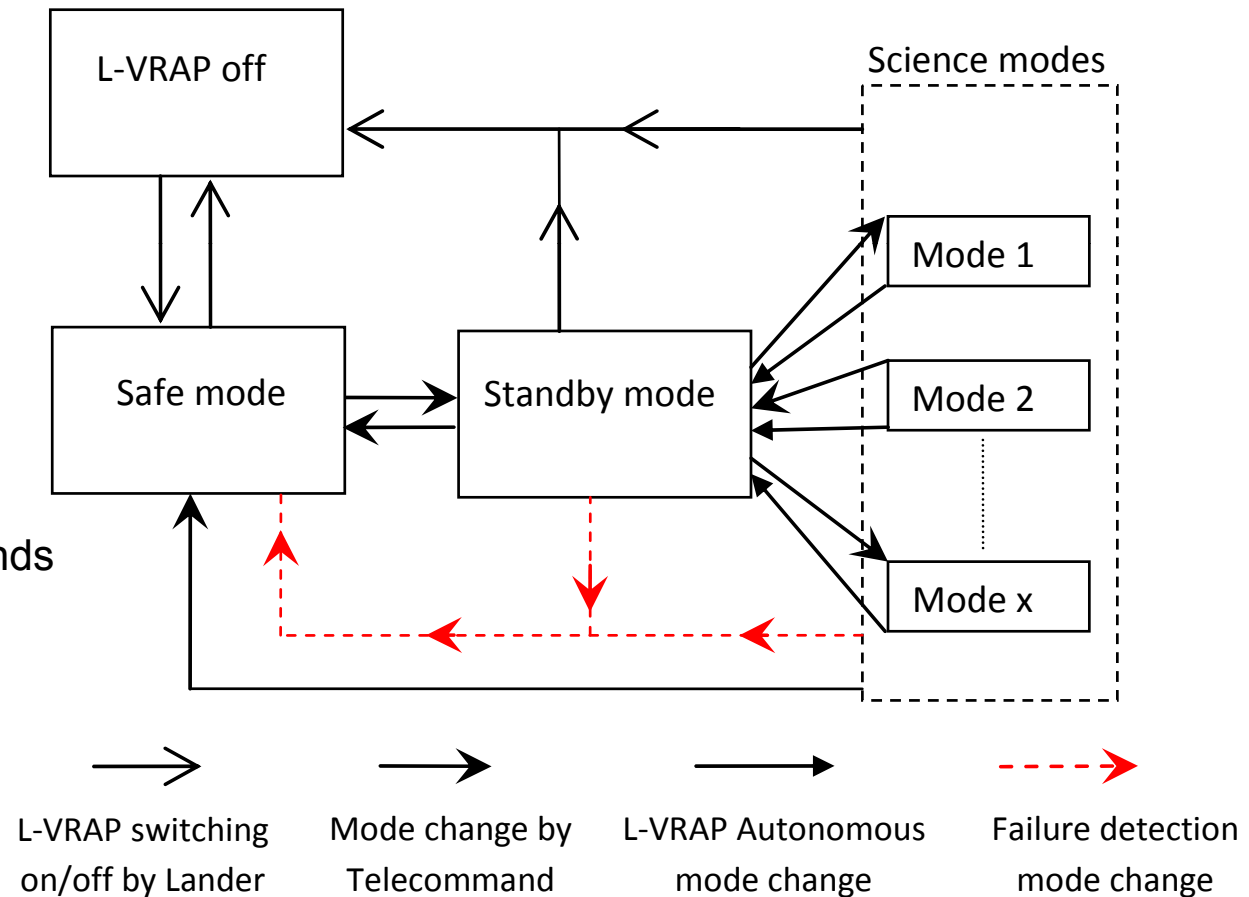 L-VRAP off
Science modes
Mode 1
Safe mode
Standby mode
Mode 2
nds
Mode x
L-VRAP switching
on/off by Lander
Mode change by
Telecommand
L-VRAP Autonomous
mode change
Failure detection
mode change